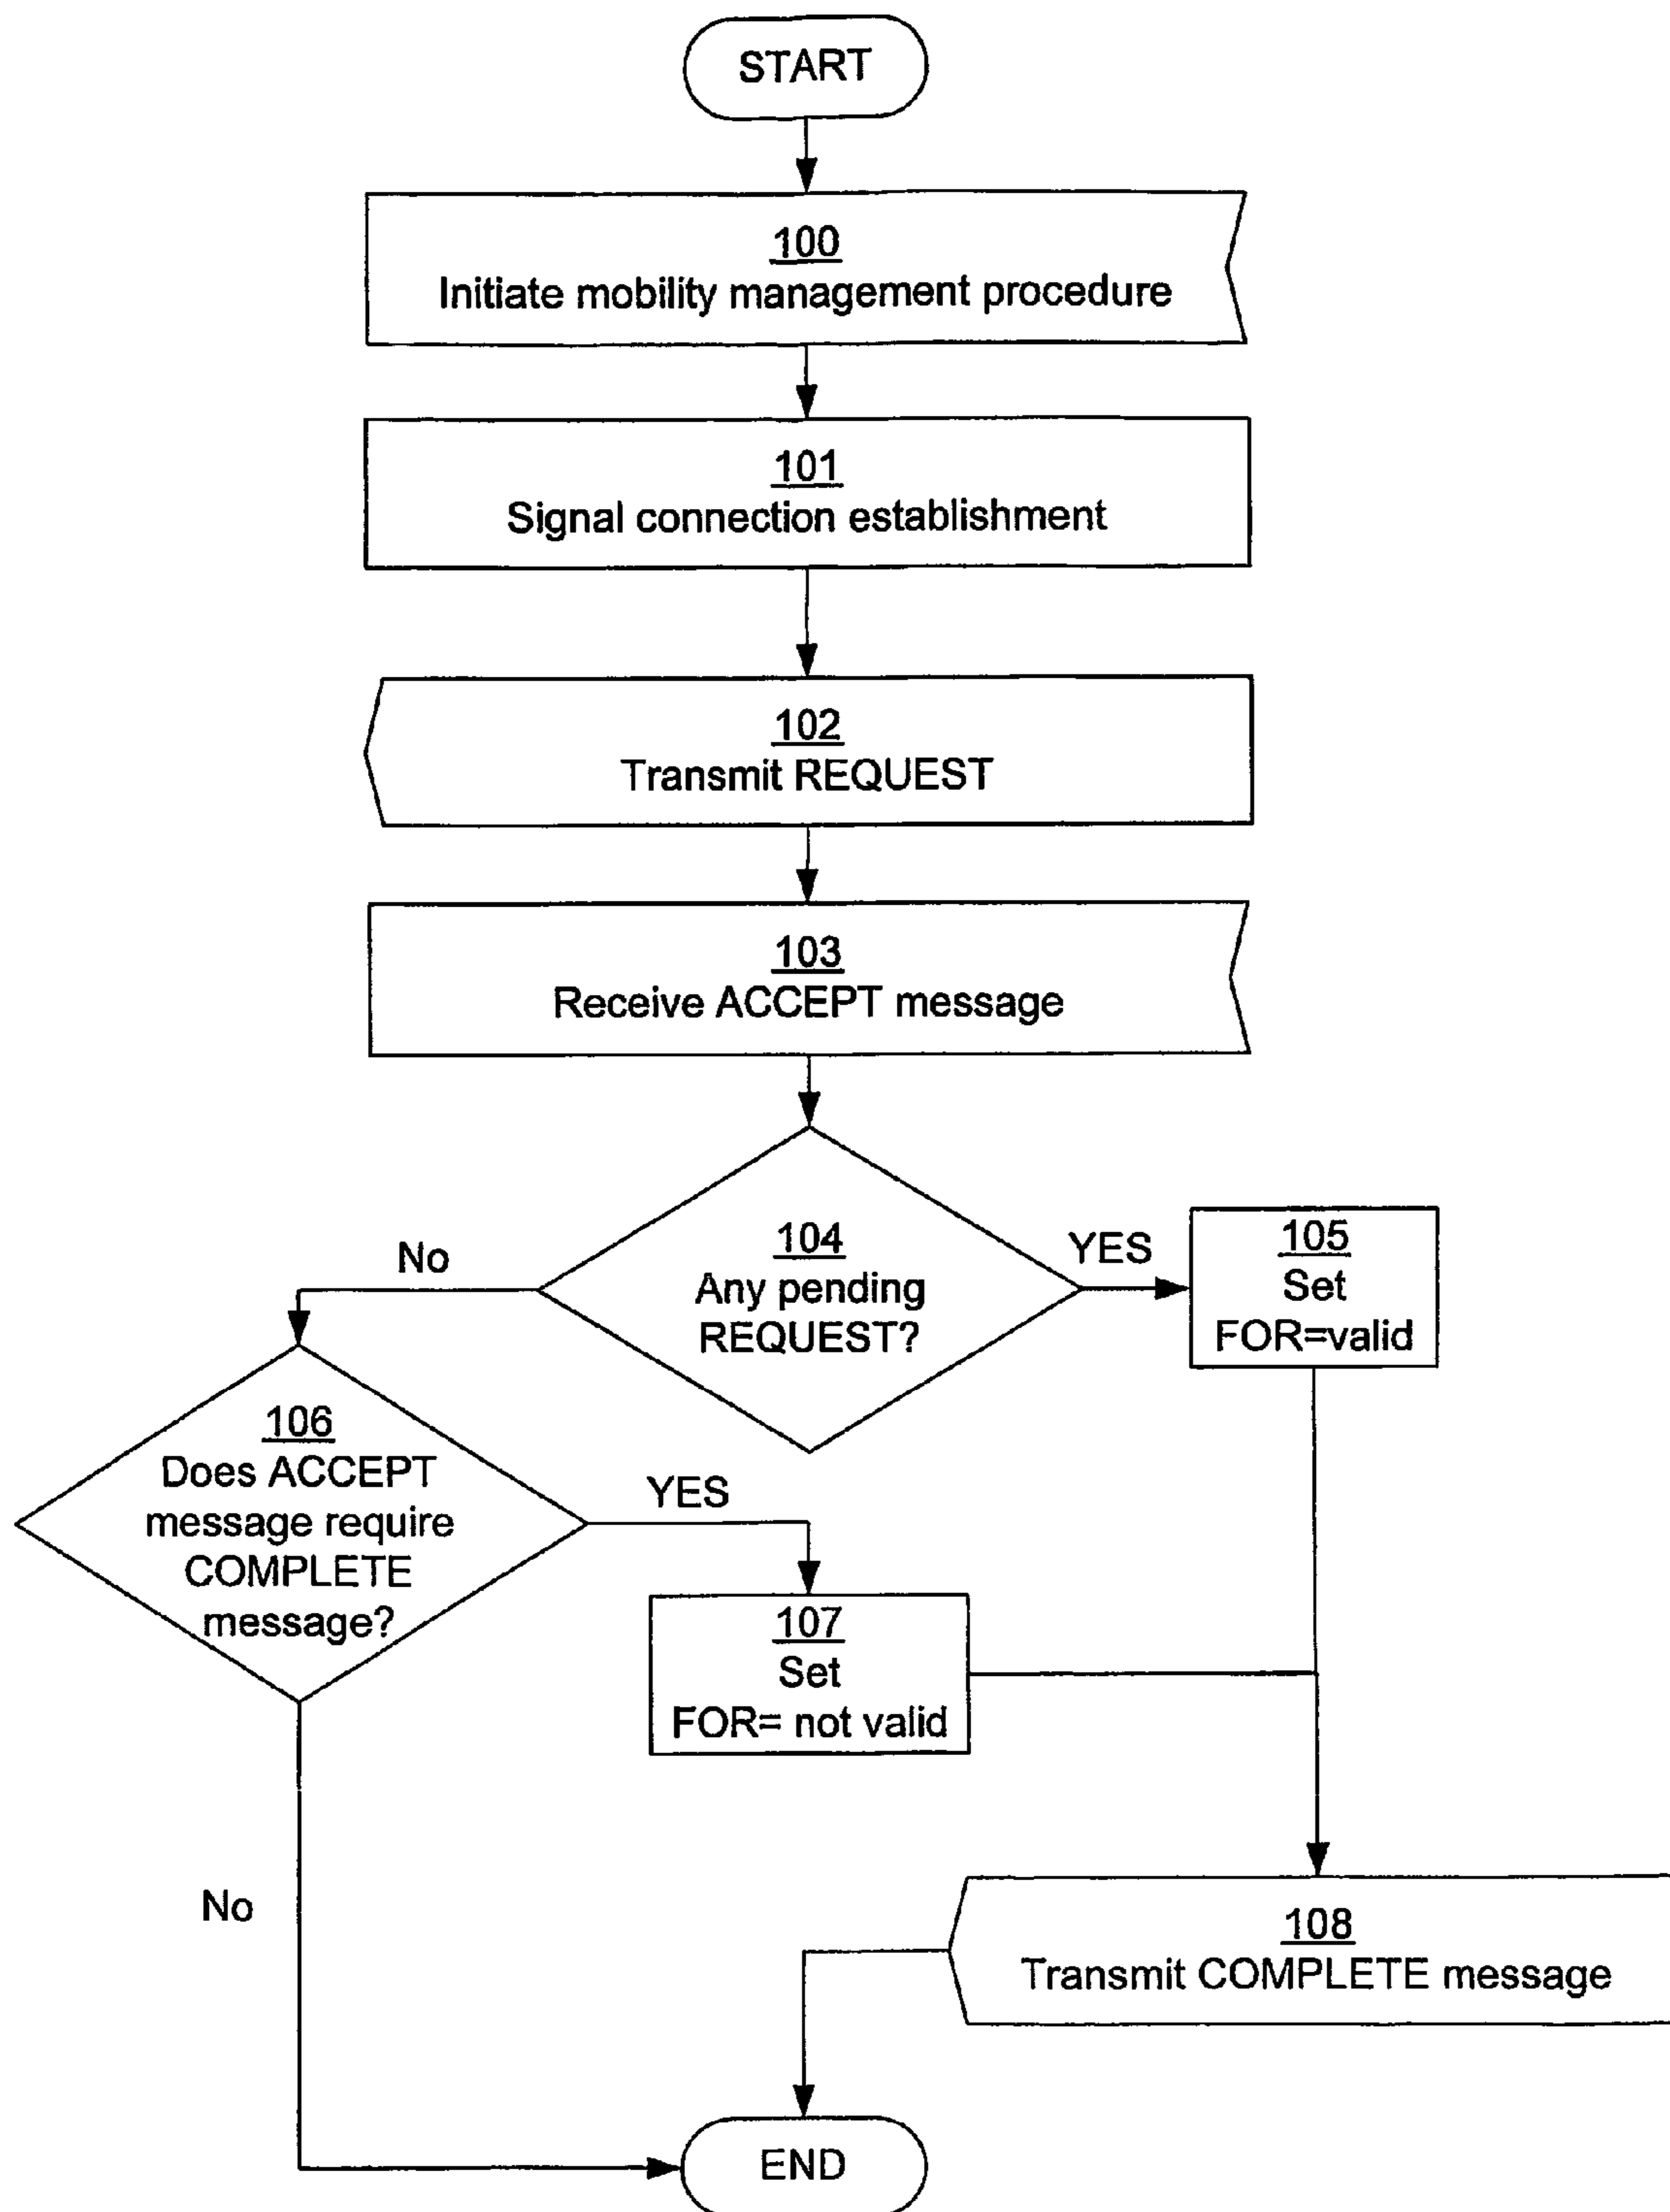 START
100
Initiate mobility management procedure
101
Signal connection establishment
102
Transmit REQUEST
103
Receive ACCEPT message
104
Any pending
REQUEST?
No
YES
105
Set
FOR=valid
106
Does ACCEPT
message require
COMPLETE
message?
YES
107
Set
FOR= not valid
No
108
Transmit COMPLETE message
END